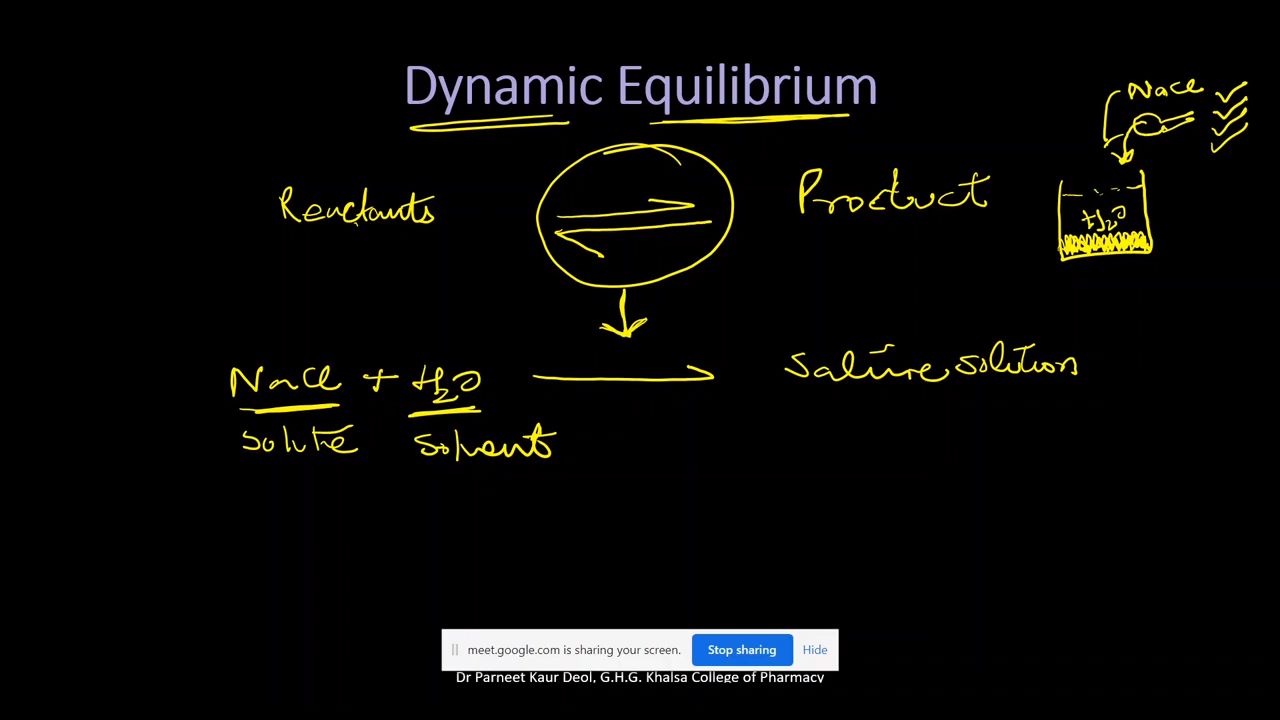 Dynamic Equilibrium
NaCl
Reactants
Product
H₂O
NaCl + H₂O
Saline solution
Solute
Solvent
meet.google.com is sharing your screen.
Stop sharing
Hide
Dr Parneet Kaur Deol, G.H.G. Khalsa College of Pharmacy